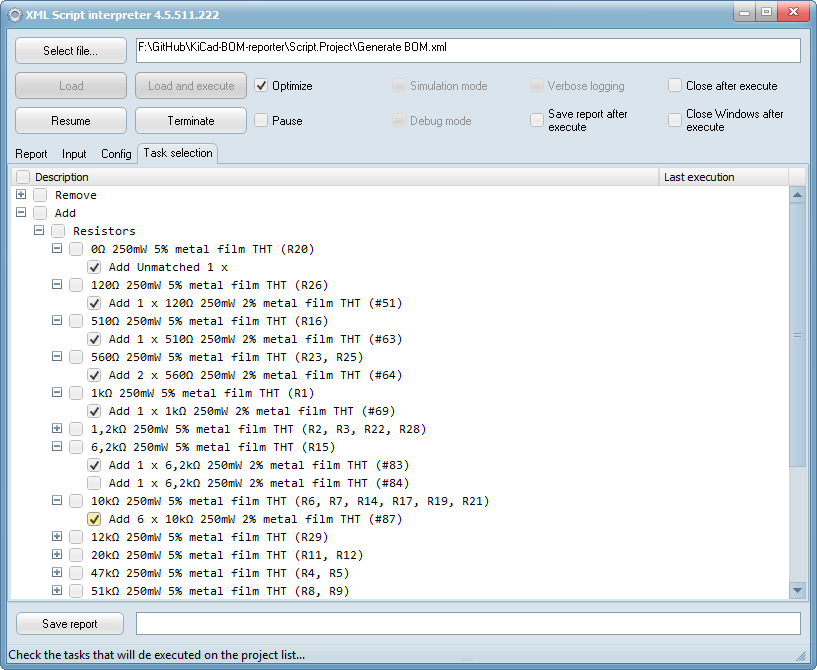 XML Script interpreter 4.5.511.222
Select file...
F:\GitHub\KiCad-BOM-reporter\Script.Project\Generate BOM.xml
Load
Load and execute
Optimize
Simulation mode
Verbose logging
Close after execute
Resume
Terminate
Pause
Debug mode
Save report after
execute
Close Windows after
execute
Report
Input
Config
Task selection
Description
Last execution
Remove
Add
Resistors
0Ω 250mW 5% metal film THT (R20)
Add Unmatched 1 x
120Ω 250mW 5% metal film THT (R26)
Add 1 x 120Ω 250mW 2% metal film THT (#51)
510Ω 250mW 5% metal film THT (R16)
Add 1 x 510Ω 250mW 2% metal film THT (#63)
560Ω 250mW 5% metal film THT (R23, R25)
Add 2 x 560Ω 250mW 2% metal film THT (#64)
1kΩ 250mW 5% metal film THT (R1)
Add 1 x 1kΩ 250mW 2% metal film THT (#69)
1,2kΩ 250mW 5% metal film THT (R2, R3, R22, R28)
6,2kΩ 250mW 5% metal film THT (R15)
Add 1 x 6,2kΩ 250mW 2% metal film THT (#83)
Add 1 x 6,2kΩ 250mW 2% metal film THT (#84)
10kΩ 250mW 5% metal film THT (R6, R7, R14, R17, R19, R21)
Add 6 x 10kΩ 250mW 2% metal film THT (#87)
12kΩ 250mW 5% metal film THT (R29)
20kΩ 250mW 5% metal film THT (R11, R12)
47kΩ 250mW 5% metal film THT (R4, R5)
51kΩ 250mW 5% metal film THT (R8, R9)
Save report
Check the tasks that will de executed on the project list...